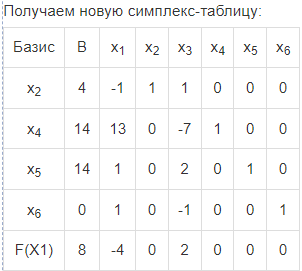 Получаем новую симплекс-таблицу:
Базис B x1 x2 x3 x4 x5 x6
x2 4 -1 1 1 0 0 0
x4 14 13 0 -7 1 0 0
x5 14 1 0 2 0 1 0
x6 0 1 0 -1 0 0 1
F(X1) 8 -4 0 2 0 0 0